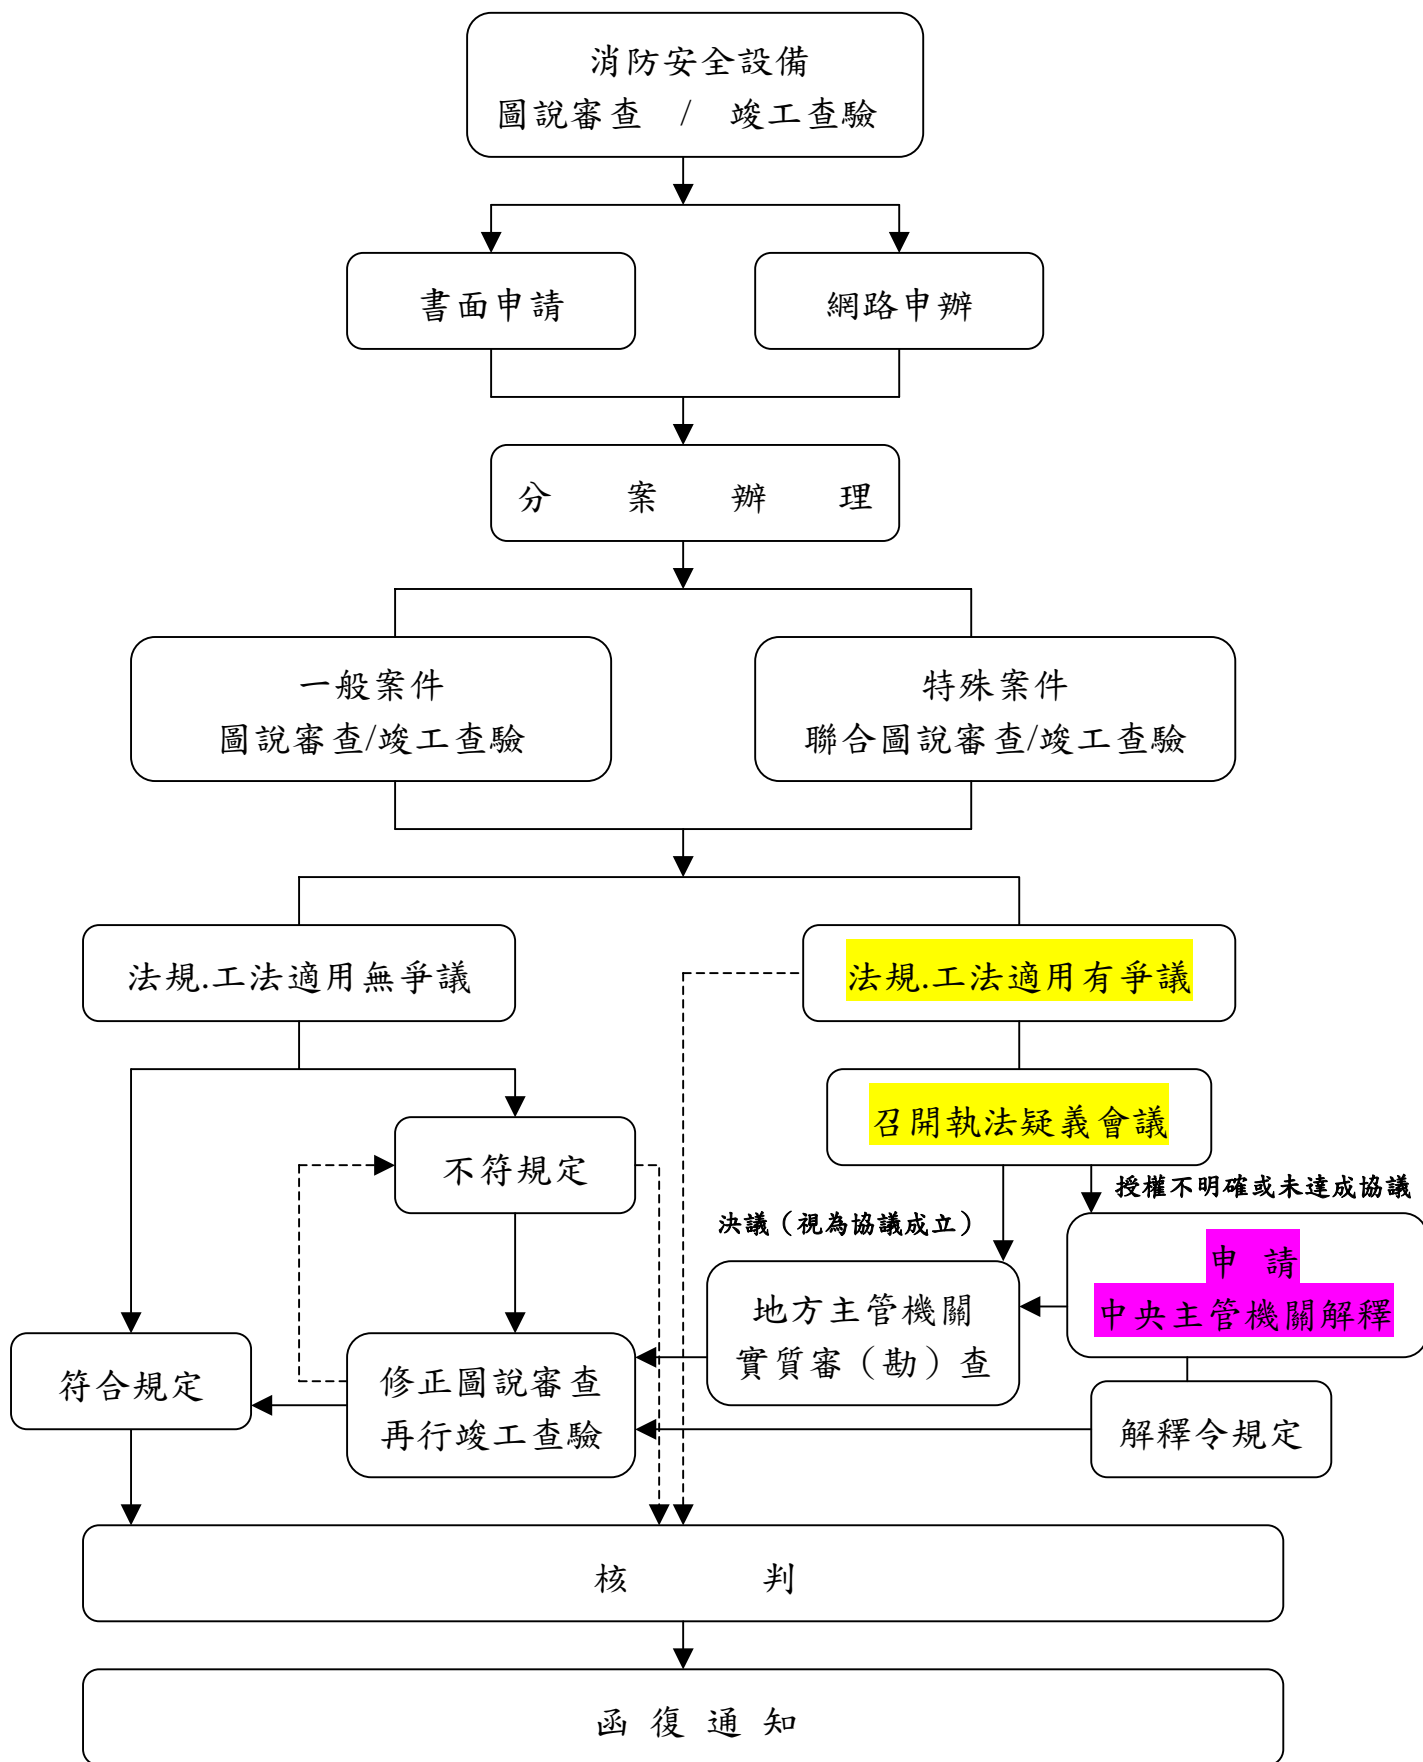 消防安全設備
圖說審查 / 竣工查驗
書面申請
網路申辦
分案辦理
一般案件
圖說審查/竣工查驗
特殊案件
聯合圖說審查/竣工查驗
法規.工法適用無爭議
法規.工法適用有爭議
召開執法疑義會議
不符規定
授權不明確或未達成協議
決議（視為協議成立）
申 請
中央主管機關解釋
地方主管機關
實質審（勘）查
符合規定
修正圖說審查
再行竣工查驗
解釋令規定
核 判
函復通知